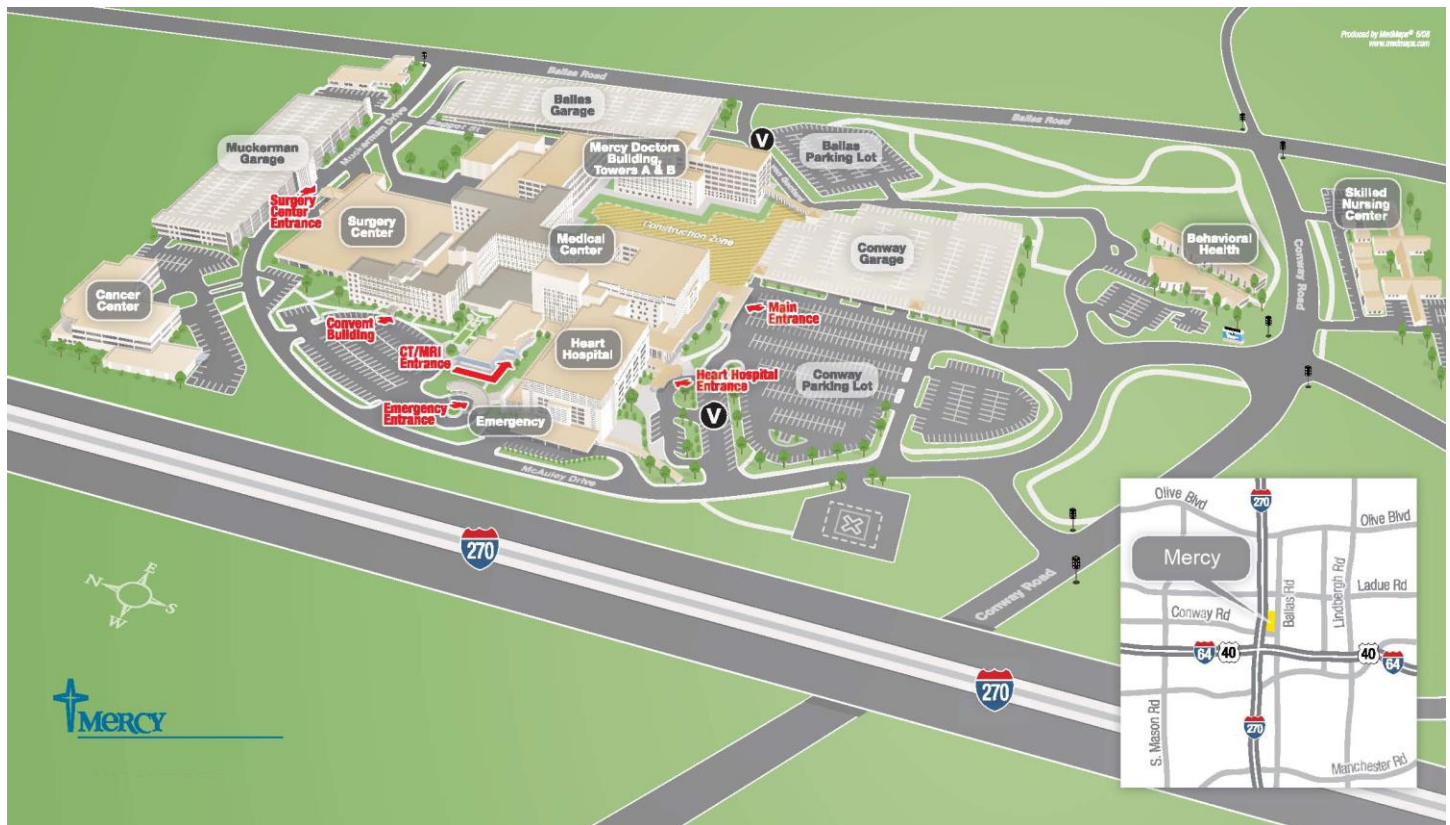 Produced by MedMaps® 6/08
www.medmaps.com
Ballas Road
Ballas
Garage
Ballas Road
Muckerman Drive
Muckerman
Garage
Mercy Doctors
Building,
Towers A & B
V
Ballas
Parking Lot
Surgery
Center
Entrance
Skilled
Nursing
Center
Surgery
Center
Construction Zone
Medical
Center
Conway
Garage
Behavioral
Health
Conway Road
Cancer
Center
Convent
Building
Main
Entrance
CT/MRI
Entrance
Heart
Hospital
Heart Hospital
Entrance
Conway
Parking Lot
Emergency
Entrance
Emergency
V
McAuley Drive
270
Conway Road
270
N
E
S
W
MERCY
Olive Blvd
270
Olive Blvd
Mercy
Ballas Rd
Lindbergh Rd
Ladue Rd
Conway Rd
64
40
40
64
S. Mason Rd
270
Manchester Rd